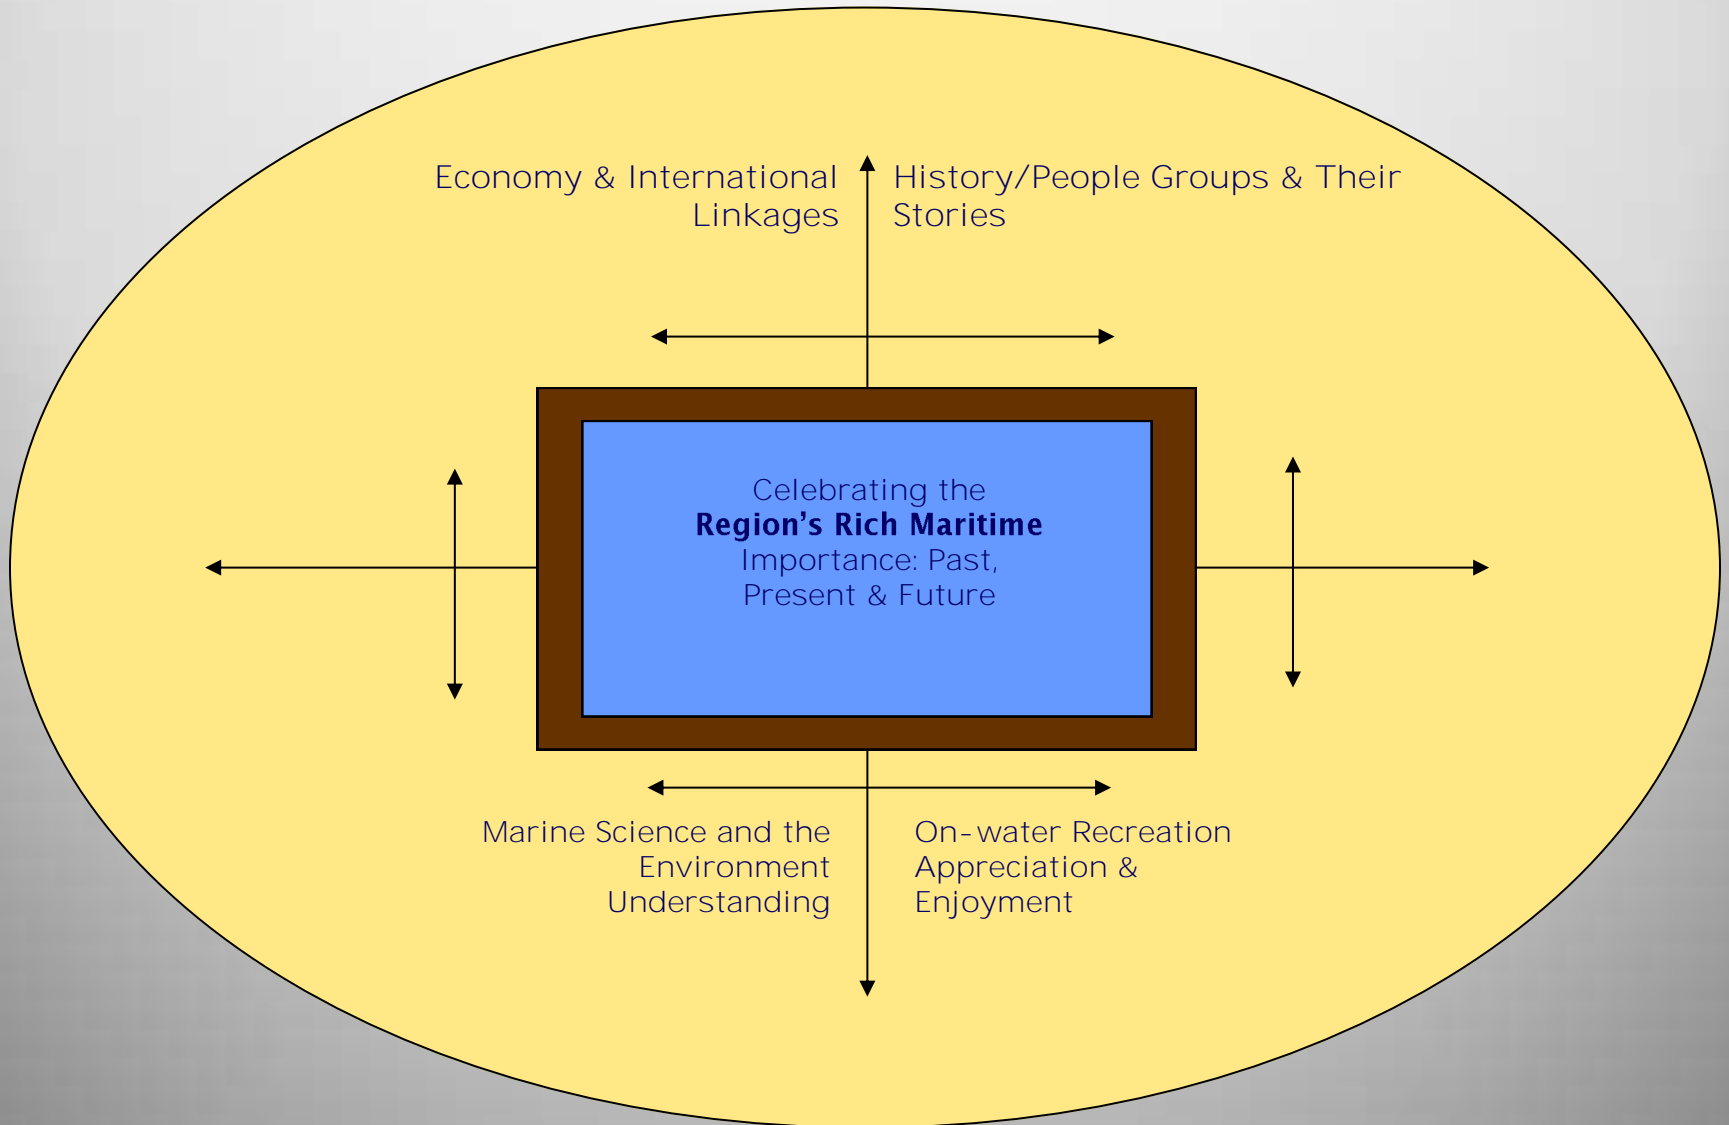 Economy & International
Linkages
History/People Groups & Their
Stories
Celebrating the
Region's Rich Maritime
Importance: Past,
Present & Future
Marine Science and the
Environment
Understanding
On-water Recreation
Appreciation &
Enjoyment